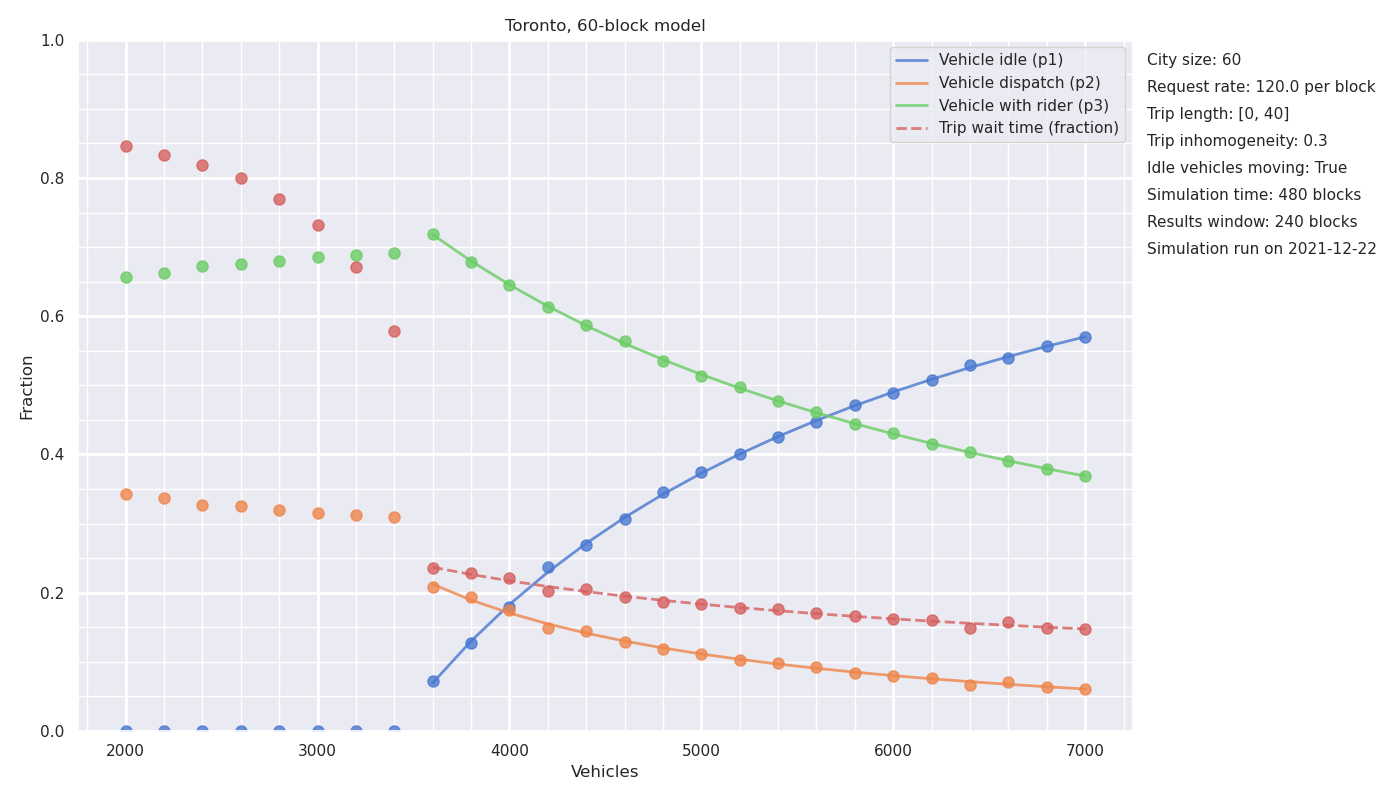 Toronto, 60-block model
1.0
0.8
0.6
0.4
0.2
0.0
Fraction
2000
3000
4000
5000
6000
7000
Vehicles
Vehicle idle (p1)
Vehicle dispatch (p2)
Vehicle with rider (p3)
Trip wait time (fraction)
City size: 60
Request rate: 120.0 per block
Trip length: [0, 40]
Trip inhomogeneity: 0.3
Idle vehicles moving: True
Simulation time: 480 blocks
Results window: 240 blocks
Simulation run on 2021-12-22